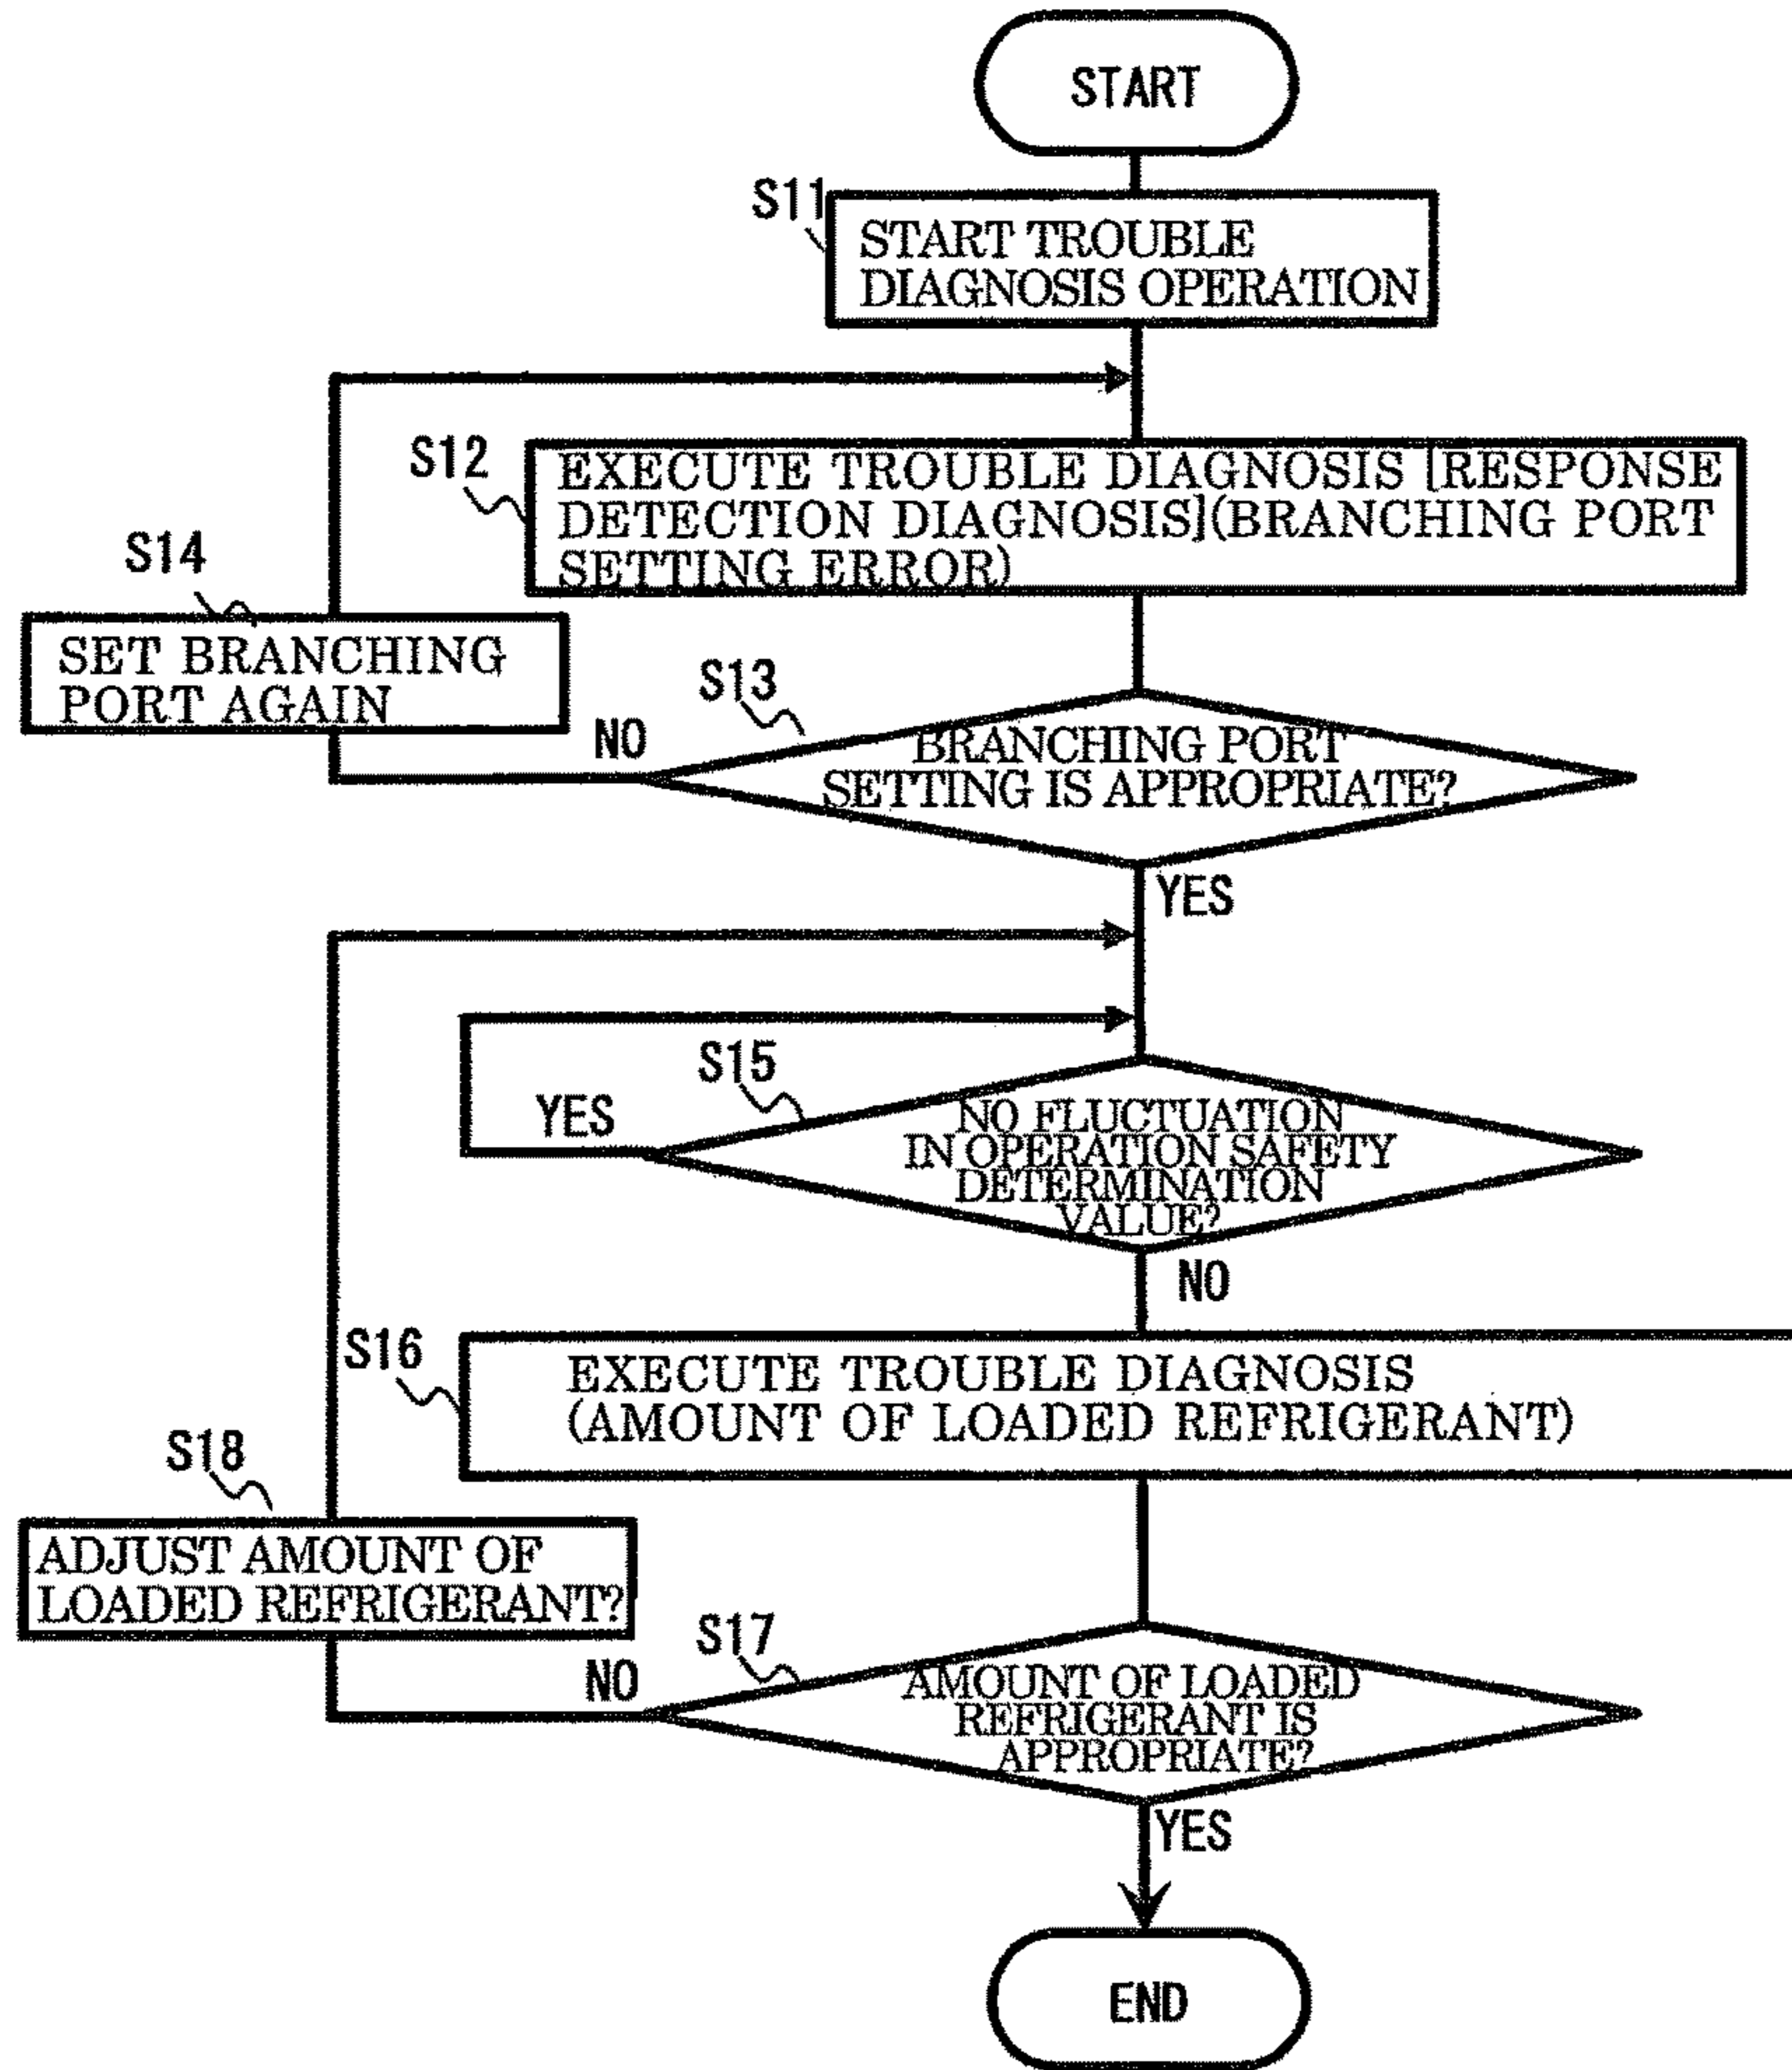 START
S11
START TROUBLE
DIAGNOSIS OPERATION
S12
EXECUTE TROUBLE DIAGNOSIS [RESPONSE
DETECTION DIAGNOSIS](BRANCHING PORT
SETTING ERROR)
S14
SET BRANCHING
PORT AGAIN
S13
NO
BRANCHING PORT
SETTING IS APPROPRIATE?
YES
S15
YES
NO FLUCTUATION
IN OPERATION SAFETY
DETERMINATION
VALUE?
NO
S16
EXECUTE TROUBLE DIAGNOSIS
(AMOUNT OF LOADED REFRIGERANT)
S18
ADJUST AMOUNT OF
LOADED REFRIGERANT?
S17
NO
AMOUNT OF LOADED
REFRIGERANT IS
APPROPRIATE?
YES
END